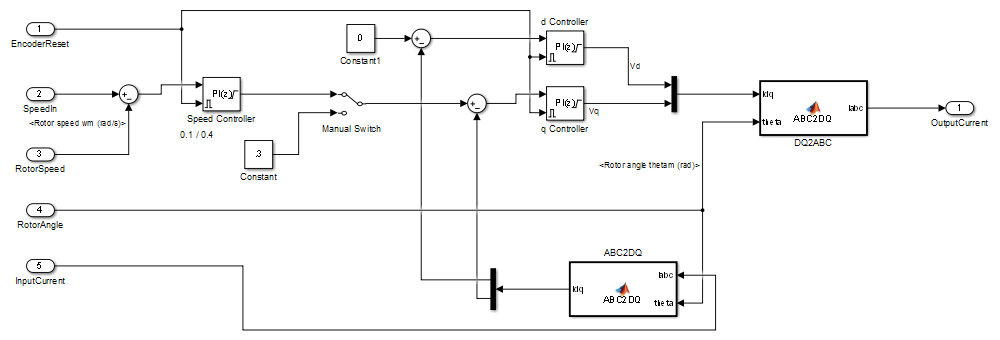 d Controller
1
EncoderReset
0
Constant1
+
-
PI(z)
Vd
2
SpeedIn
+
-
PI(z)
Speed Controller
0.1 / 0.4
Manual Switch
+
-
PI(z)
q Controller
Vq
Idq
theta
ABC2DQ
Iabc
DQ2ABC
1
OutputCurrent
<Rotor speed wm (rad/s)>
3
RotorSpeed
.3
Constant
<Rotor angle thetam (rad)>
4
RotorAngle
5
InputCurrent
ABC2DQ
Idq
ABC2DQ
Iabc
theta